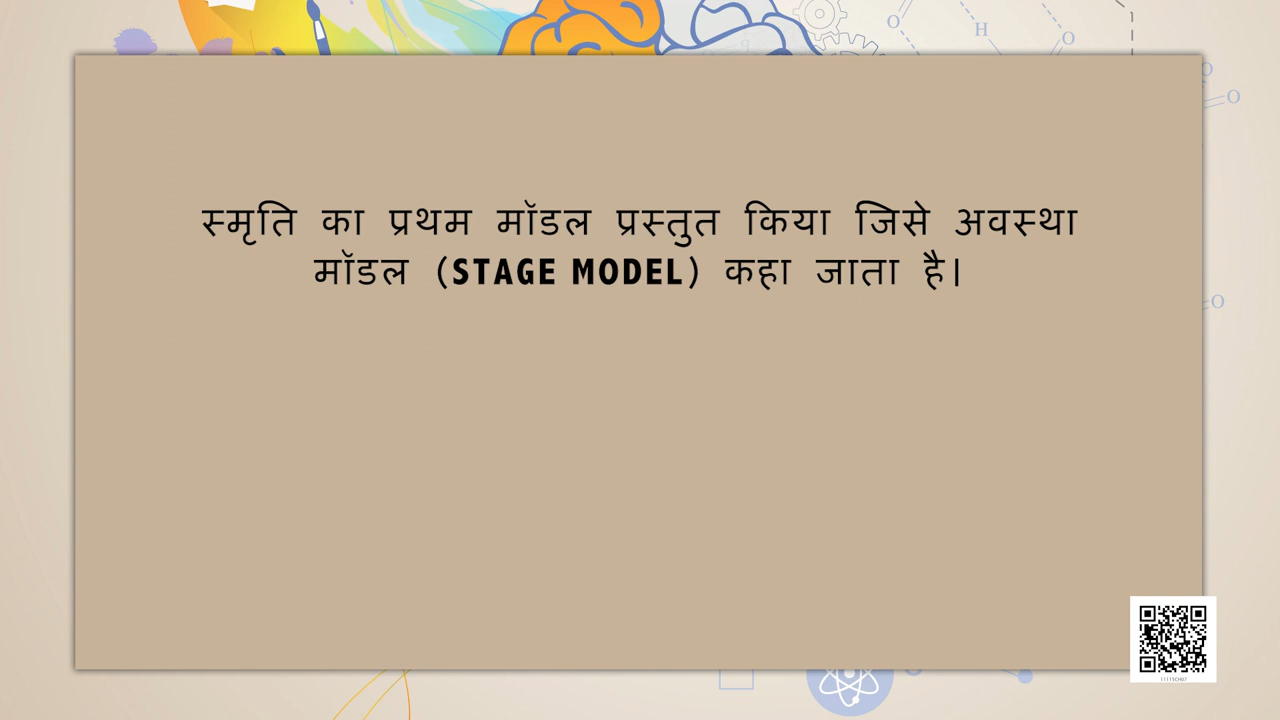 स्मृति का प्रथम मॉडल प्रस्तुत किया जिसे अवस्था
मॉडल (STAGE MODEL) कहा जाता है।
H
O
O
O
O
O